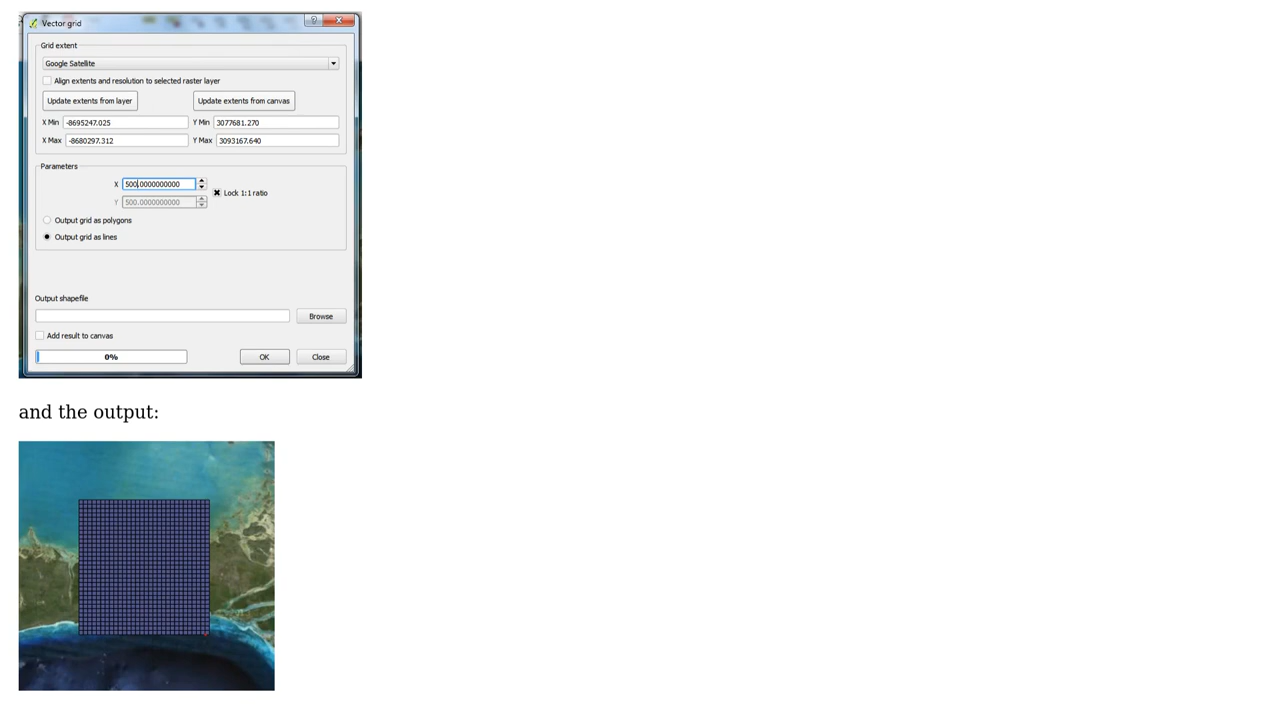 Vector grid
Grid extent
Google Satellite
Align extents and resolution to selected raster layer
Update extents from layer Update extents from canvas
X Min -8695247.025 Y Min 3077681.270
X Max -8680297.312 Y Max 3093167.640
Parameters
X 500.0000000000
Lock 1:1 ratio
Y 500.0000000000
Output grid as polygons
Output grid as lines
Output shapefile
Browse
Add result to canvas
0% OK Close
and the output: